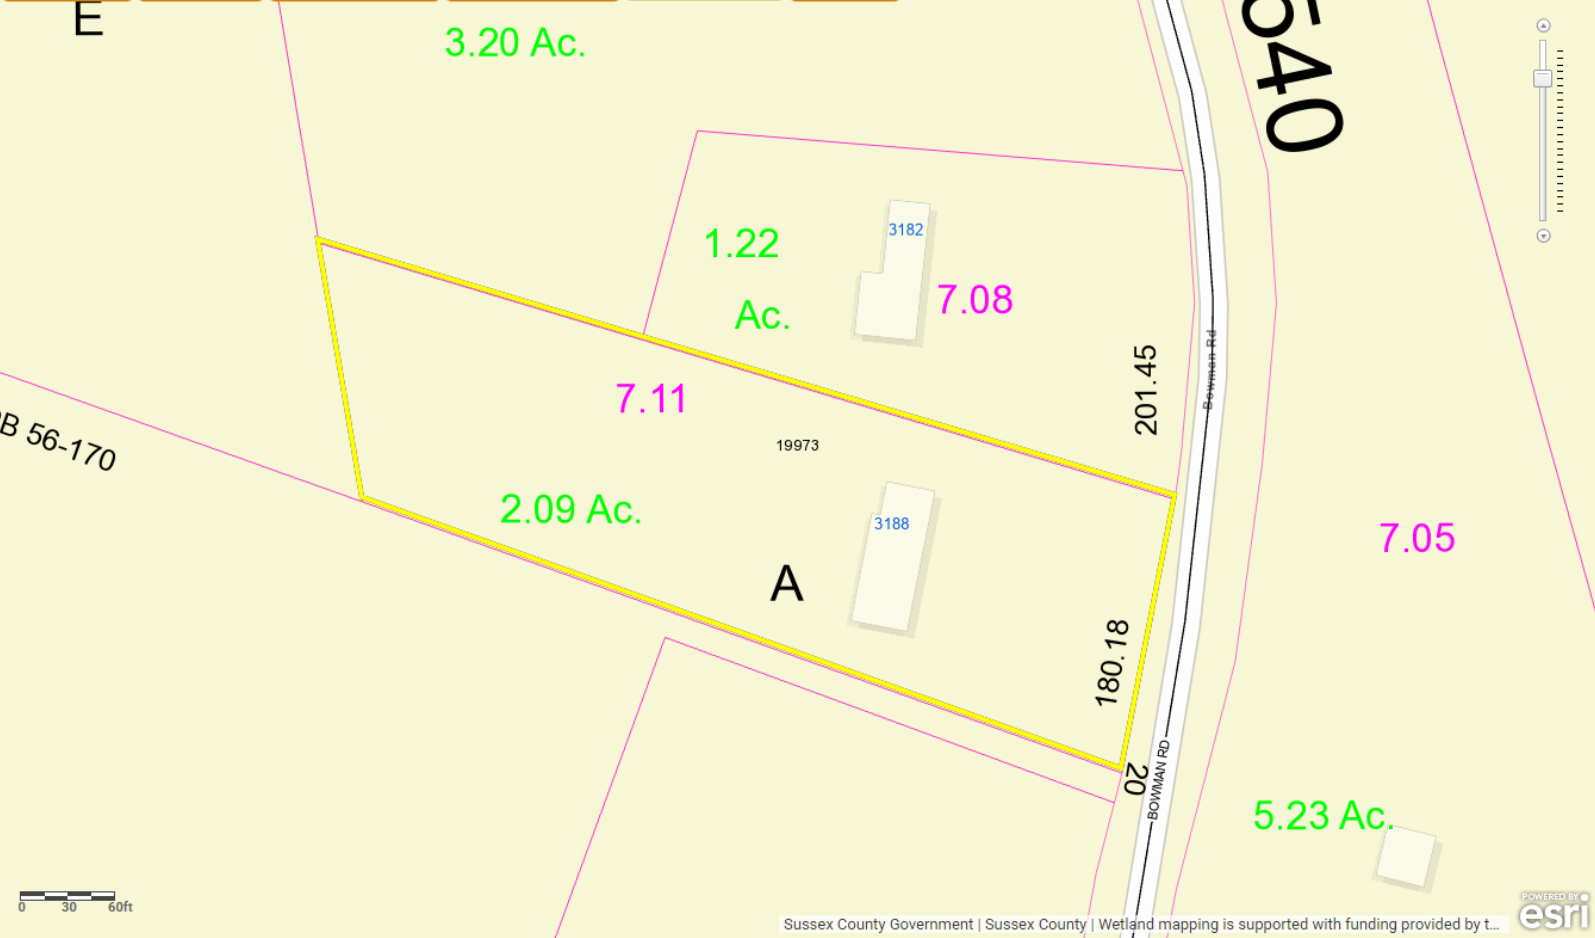 E
3.20 Ac.
540
3182
1.22
Ac.
7.08
201.45
Bowman Rd
7.11
19973
B 56-170
2.09 Ac.
3188
7.05
A
180.18
20
BOWMAN RD
5.23 Ac.
0 30 60ft
POWERED BY
esri
Sussex County Government | Sussex County | Wetland mapping is supported with funding provided by t...